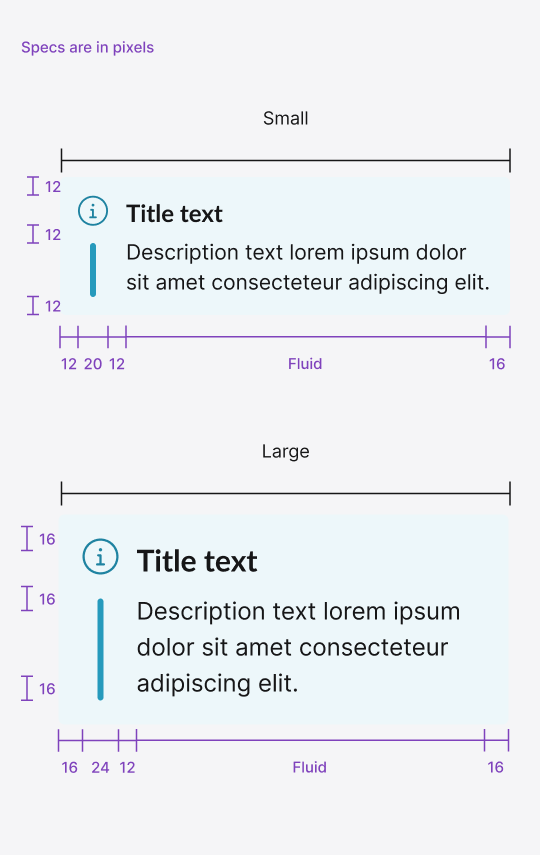 Specs are in pixels
Small
12
Title text
12
Description text lorem ipsum dolor
sit amet consecteteur adipiscing elit.
12
12 20 12 Fluid 16
Large
16
Title text
16
Description text lorem ipsum
dolor sit amet consecteteur
adipiscing elit.
16
16 24 12 Fluid 16